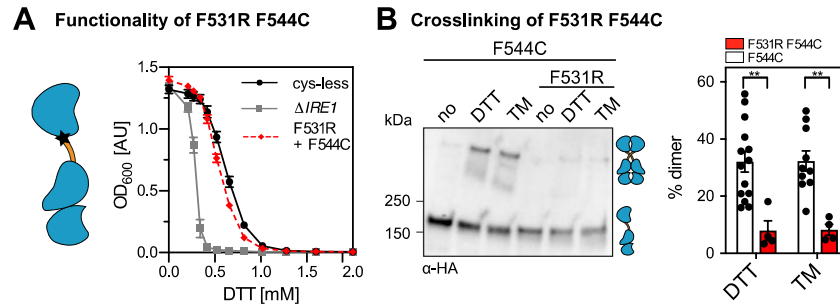 A Functionality of F531R F544C
OD600 [AU]
1.5
1.0
0.5
0.0
0.0 0.5 1.0 1.5 2.0
DTT [mM]
cys-less
ΔIRE1
F531R
+ F544C
B Crosslinking of F531R F544C
F544C
F531R
no DTT TM no DTT TM
kDa
250
150
α-HA
F531R F544C
F544C
% dimer
60
40
20
0
** **
DTT TM